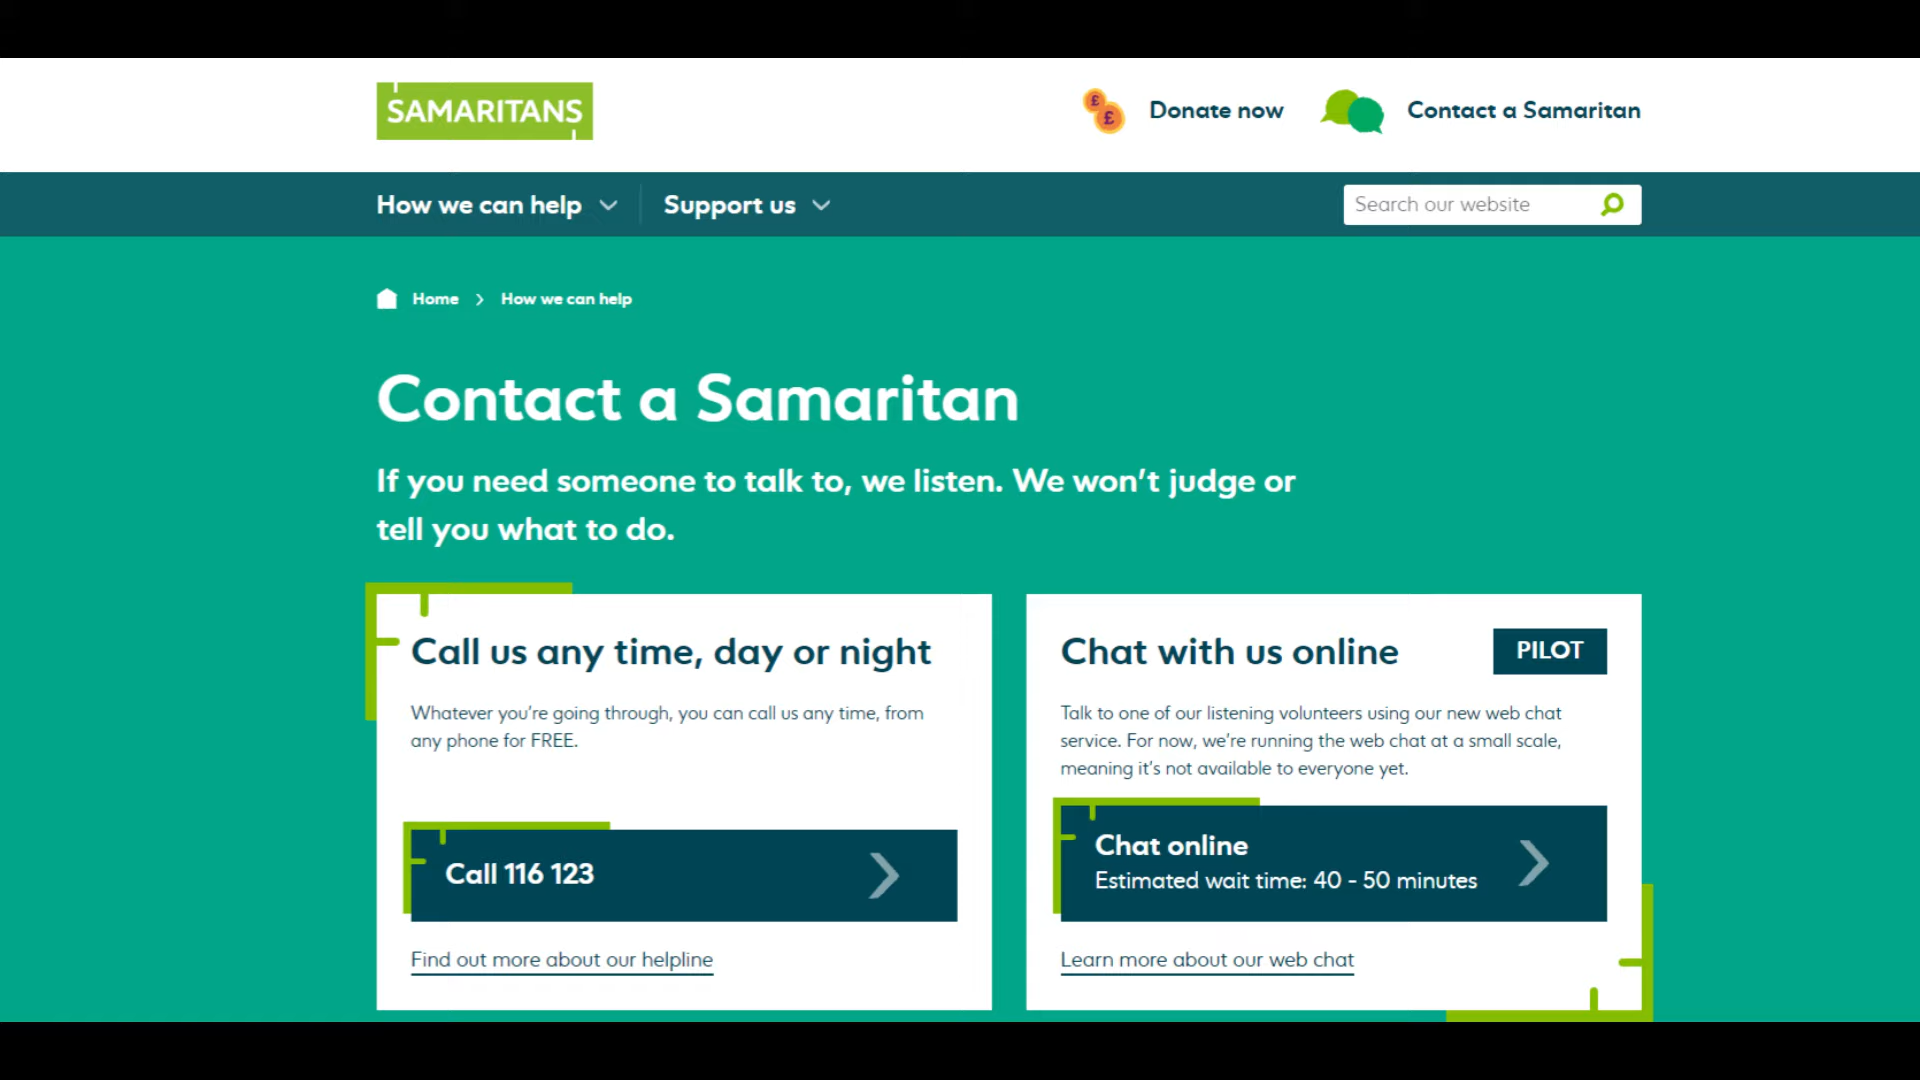 SAMARITANS
Donate now
Contact a Samaritan
How we can help
Support us
Search our website
Home
How we can help
Contact a Samaritan
If you need someone to talk to, we listen. We won't judge or
tell you what to do.
Call us any time, day or night
Whatever you're going through, you can call us any time, from
any phone for FREE.
Call 116 123
Find out more about our helpline
Chat with us online
PILOT
Talk to one of our listening volunteers using our new web chat
service. For now, we're running the web chat at a small scale,
meaning it's not available to everyone yet.
Chat online
Estimated wait time: 40 - 50 minutes
Learn more about our web chat